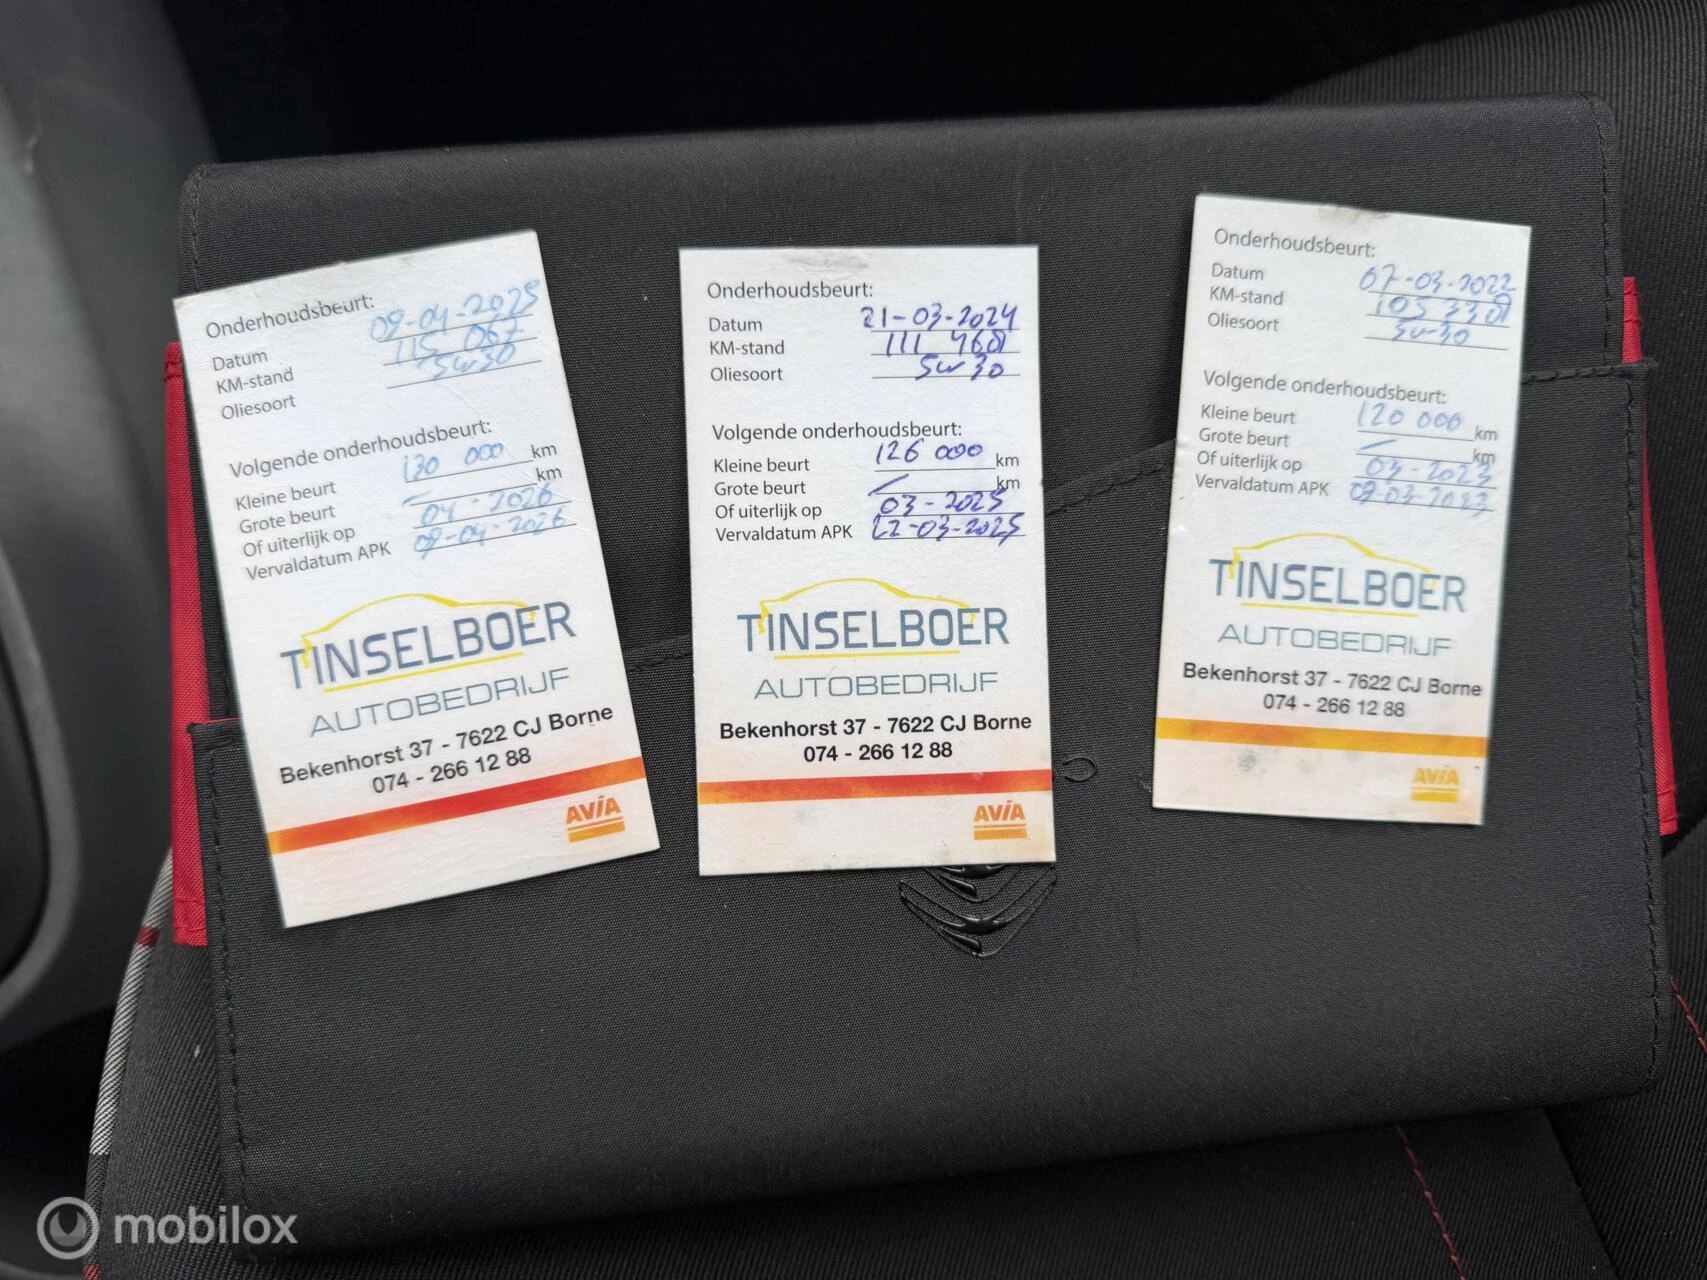 Onderhoudsbeurt:
Datum 09-04-2025
KM-stand 115 067
Oliesoort 5w30
Volgende onderhoudsbeurt:
Kleine beurt 130 000 km
Grote beurt — km
Of uiterlijk op 04-2026
Vervaldatum APK 09-04-2026
TINSELBOER
AUTOBEDRIJF
Bekenhorst 37 - 7622 CJ Borne
074 - 266 12 88
AVIA
Onderhoudsbeurt:
Datum 21-03-2024
KM-stand 111 468
Oliesoort 5w30
Volgende onderhoudsbeurt:
Kleine beurt 126 000 km
Grote beurt — km
Of uiterlijk op 03-2025
Vervaldatum APK 22-03-2025
TINSELBOER
AUTOBEDRIJF
Bekenhorst 37 - 7622 CJ Borne
074 - 266 12 88
AVIA
Onderhoudsbeurt:
Datum 07-03-2022
KM-stand
Oliesoort 5w30
Volgende onderhoudsbeurt:
Kleine beurt 120 000 km
Grote beurt — km
Of uiterlijk op 03-2023
Vervaldatum APK
TINSELBOER
AUTOBEDRIJF
Bekenhorst 37 - 7622 CJ Borne
074 - 266 12 88
AVIA
mobilox